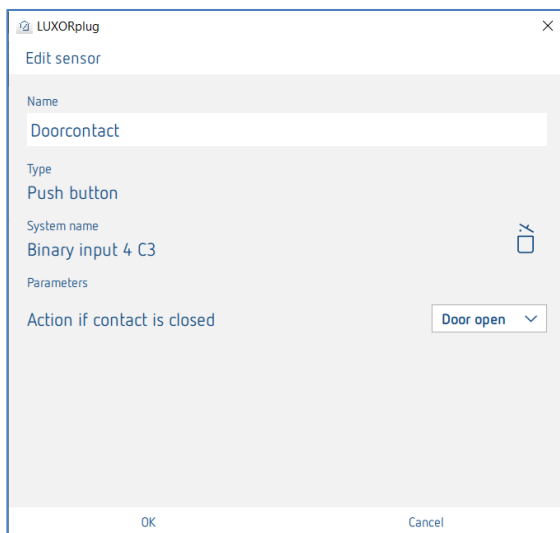 LUXORplug
Edit sensor
Name
Doorcontact
Type
Push button
System name
Binary input 4 C3
Parameters
Action if contact is closed
Door open
OK
Cancel